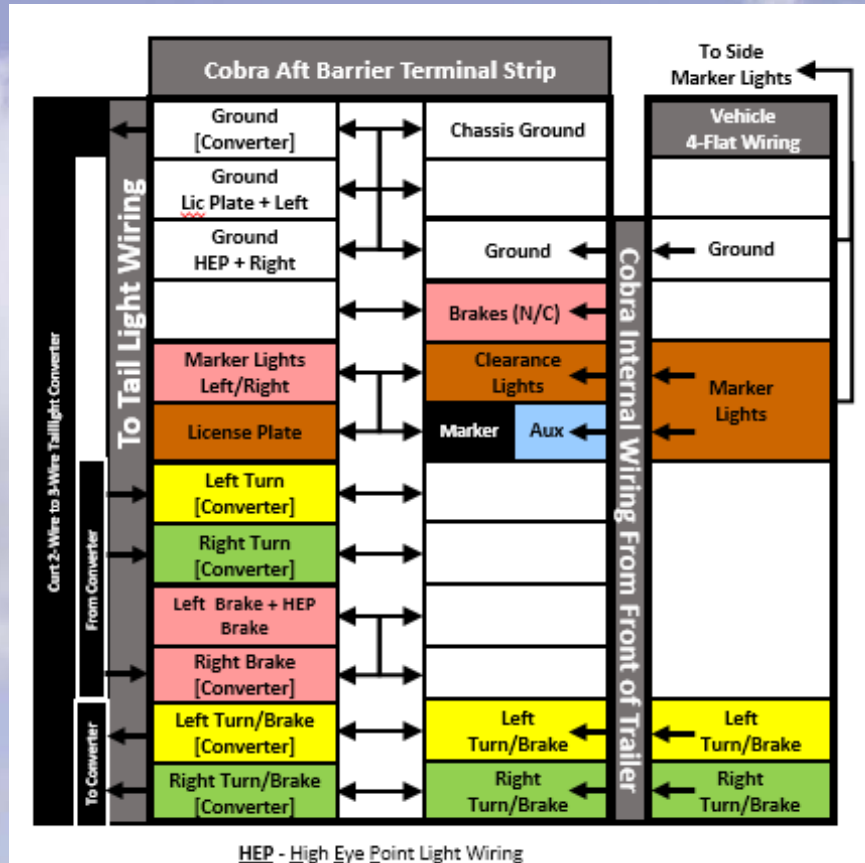 Cobra Aft Barrier Terminal Strip
To Side
Marker Lights
Vehicle
4-Flat Wiring
Curt 2-Wire to 3-Wire Taillight Converter
From Converter
To Converter
To Tail Light Wiring
Ground
[Converter]
Ground
Lic Plate + Left
Ground
HEP + Right
Marker Lights
Left/Right
License Plate
Left Turn
[Converter]
Right Turn
[Converter]
Left Brake + HEP
Brake
Right Brake
[Converter]
Left Turn/Brake
[Converter]
Right Turn/Brake
[Converter]
Chassis Ground
Ground
Brakes (N/C)
Clearance
Lights
Marker
Aux
Left
Turn/Brake
Right
Turn/Brake
Cobra Internal Wiring From Front of Trailer
Ground
Marker
Lights
Left
Turn/Brake
Right
Turn/Brake
HEP - High Eye Point Light Wiring